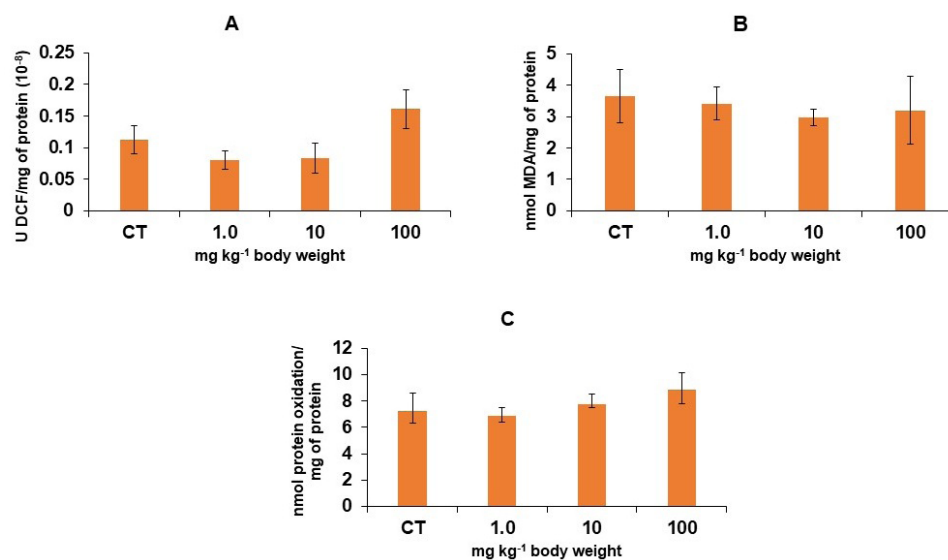 A
U DCF/mg of protein (10⁻⁸)
0.25
0.2
0.15
0.1
0.05
0
CT 1.0 10 100
mg kg⁻¹ body weight
B
nmol MDA/mg of protein
5
4
3
2
1
0
CT 1.0 10 100
mg kg⁻¹ body weight
C
nmol protein oxidation/
mg of protein
12
10
8
6
4
2
0
CT 1.0 10 100
mg kg⁻¹ body weight